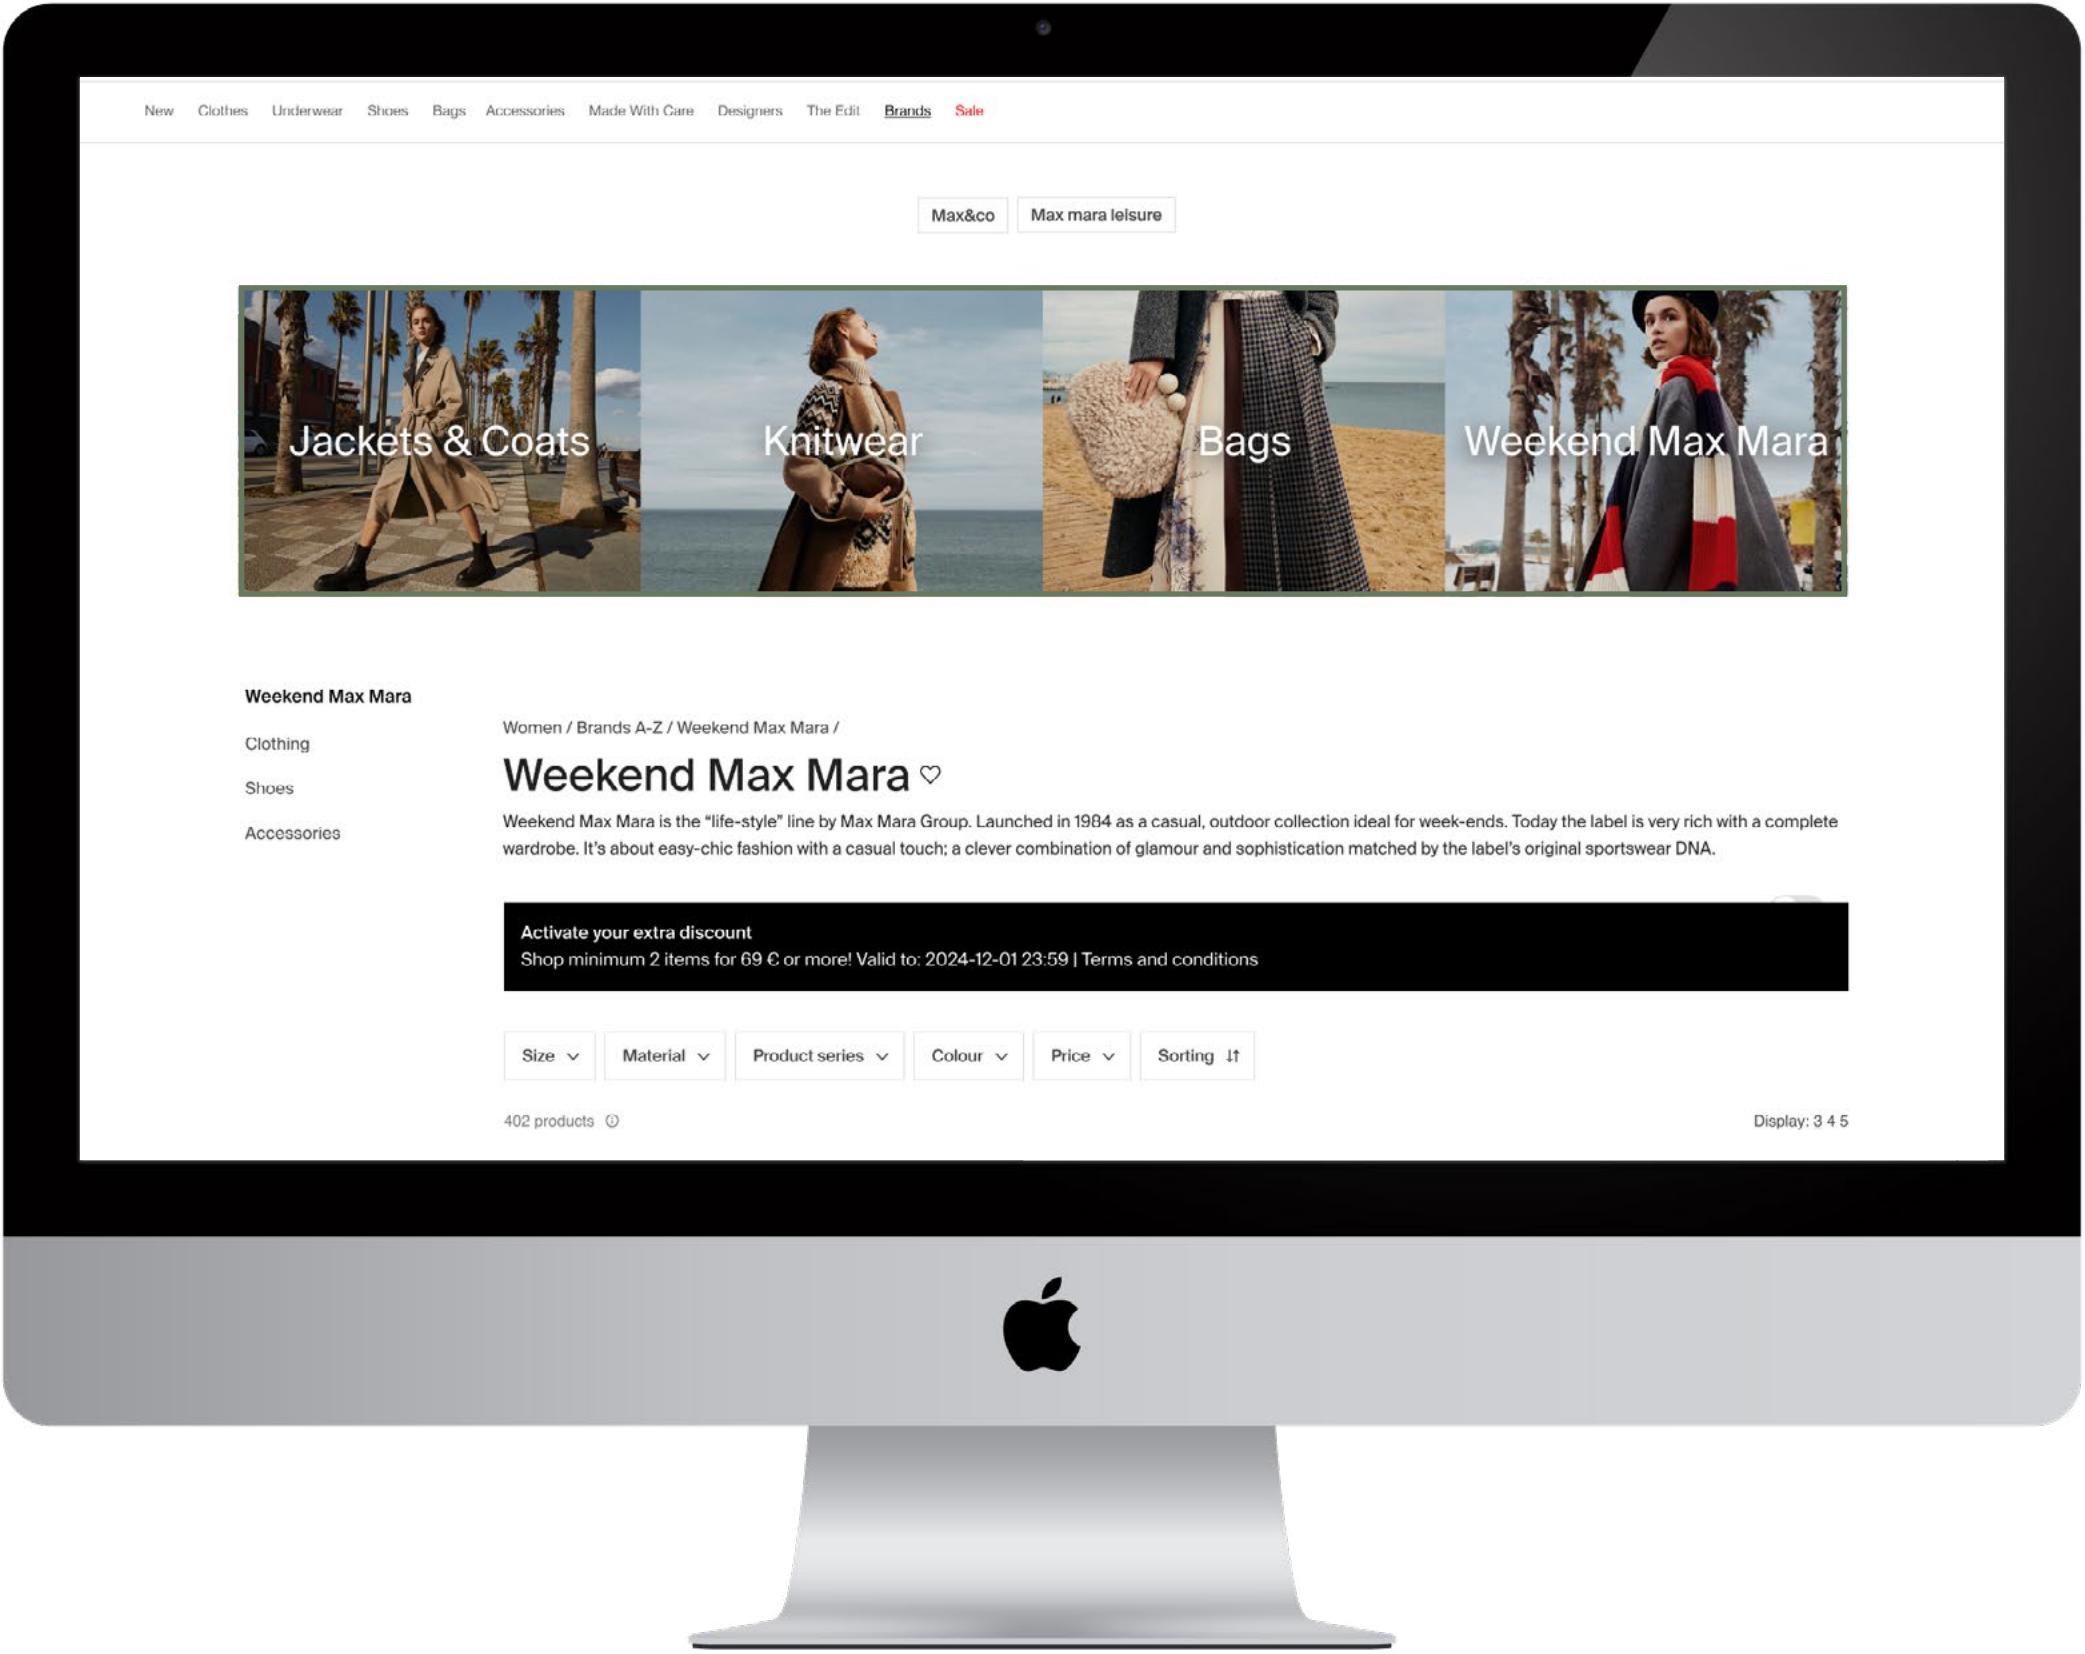 New Clothes Underwear Shoes Bags Accessories Made With Care Designers The Edit Brands Sale
Max&co Max mara leisure
Jackets & Coats Knitwear Bags Weekend Max Mara
Weekend Max Mara
Clothing
Shoes
Accessories
Women / Brands A-Z / Weekend Max Mara /
Weekend Max Mara
Weekend Max Mara is the “life-style” line by Max Mara Group. Launched in 1984 as a casual, outdoor collection ideal for week-ends. Today the label is very rich with a complete
wardrobe. It's about easy-chic fashion with a casual touch; a clever combination of glamour and sophistication matched by the label's original sportswear DNA.
Activate your extra discount
Shop minimum 2 items for 69 € or more! Valid to: 2024-12-01 23:59 | Terms and conditions
Size Material Product series Colour Price Sorting
402 products Display: 3 4 5